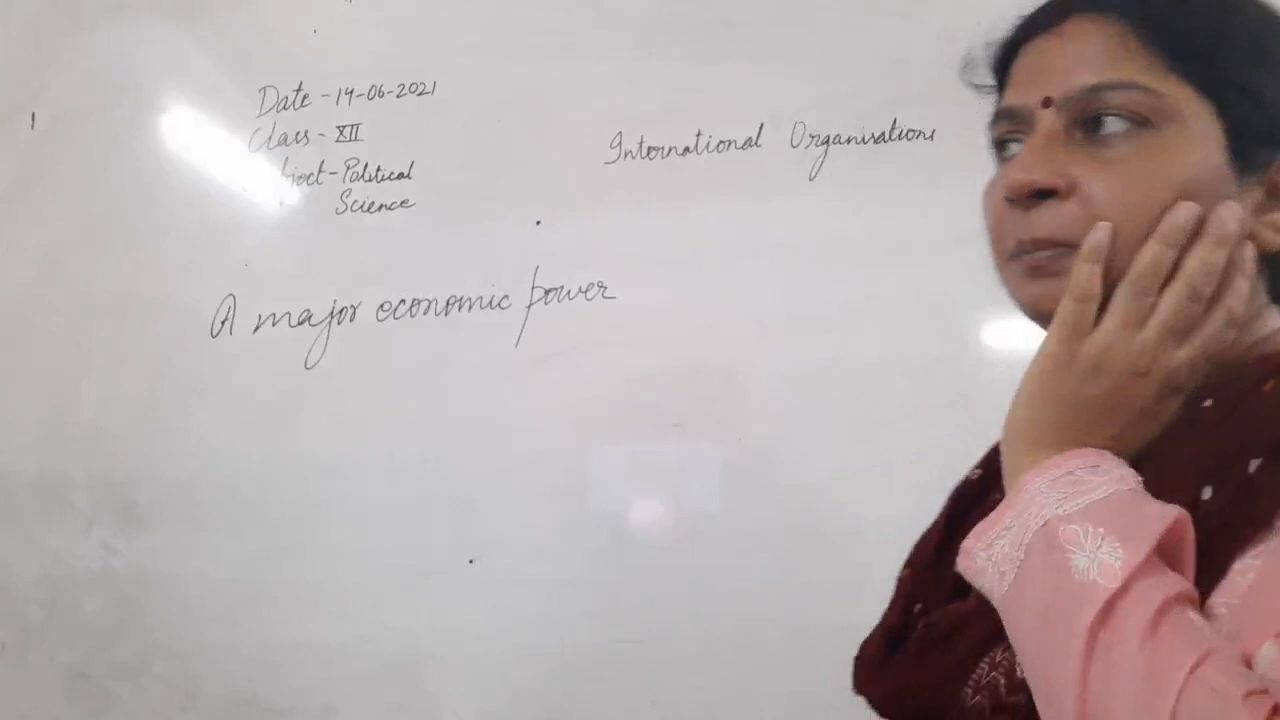 Date - 14-06-2021
Class - XII
International Organisations
Political
Science
A major economic power